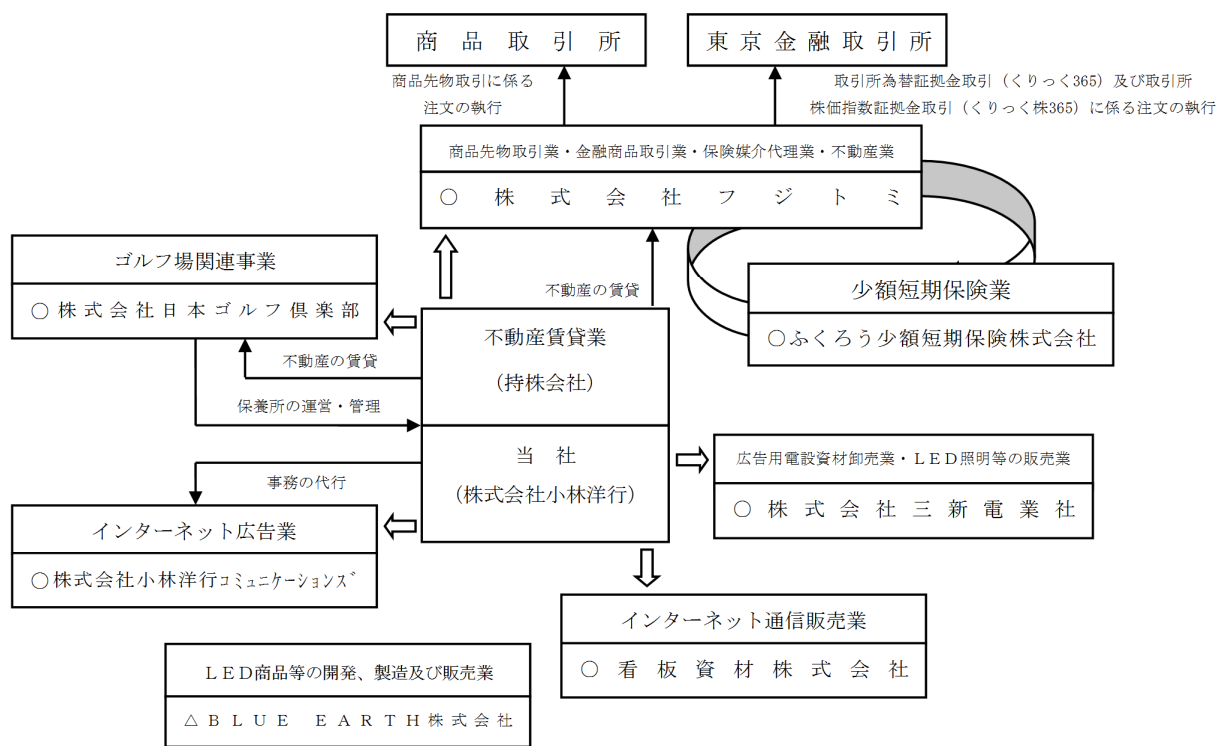 商品取引所
東京金融取引所
商品先物取引に係る
注文の執行
取引所為替証拠金取引（くりっく365）及び取引所
株価指数証拠金取引（くりっく株365）に係る注文の執行
商品先物取引業・金融商品取引業・保険媒介代理業・不動産業
○株式会社フジトミ
ゴルフ場関連事業
○株式会社日本ゴルフ倶楽部
不動産の賃貸
少額短期保険業
○ふくろう少額短期保険株式会社
不動産賃貸業
（持株会社）
不動産の賃貸
保養所の運営・管理
当　社
（株式会社小林洋行）
事務の代行
広告用電設資材卸売業・ＬＥＤ照明等の販売業
○株式会社三新電業社
インターネット広告業
○株式会社小林洋行ｺﾐｭﾆｹｰｼｮﾝｽﾞ
インターネット通信販売業
○看板資材株式会社
ＬＥＤ商品等の開発、製造及び販売業
△ＢＬＵＥ　ＥＡＲＴＨ株式会社